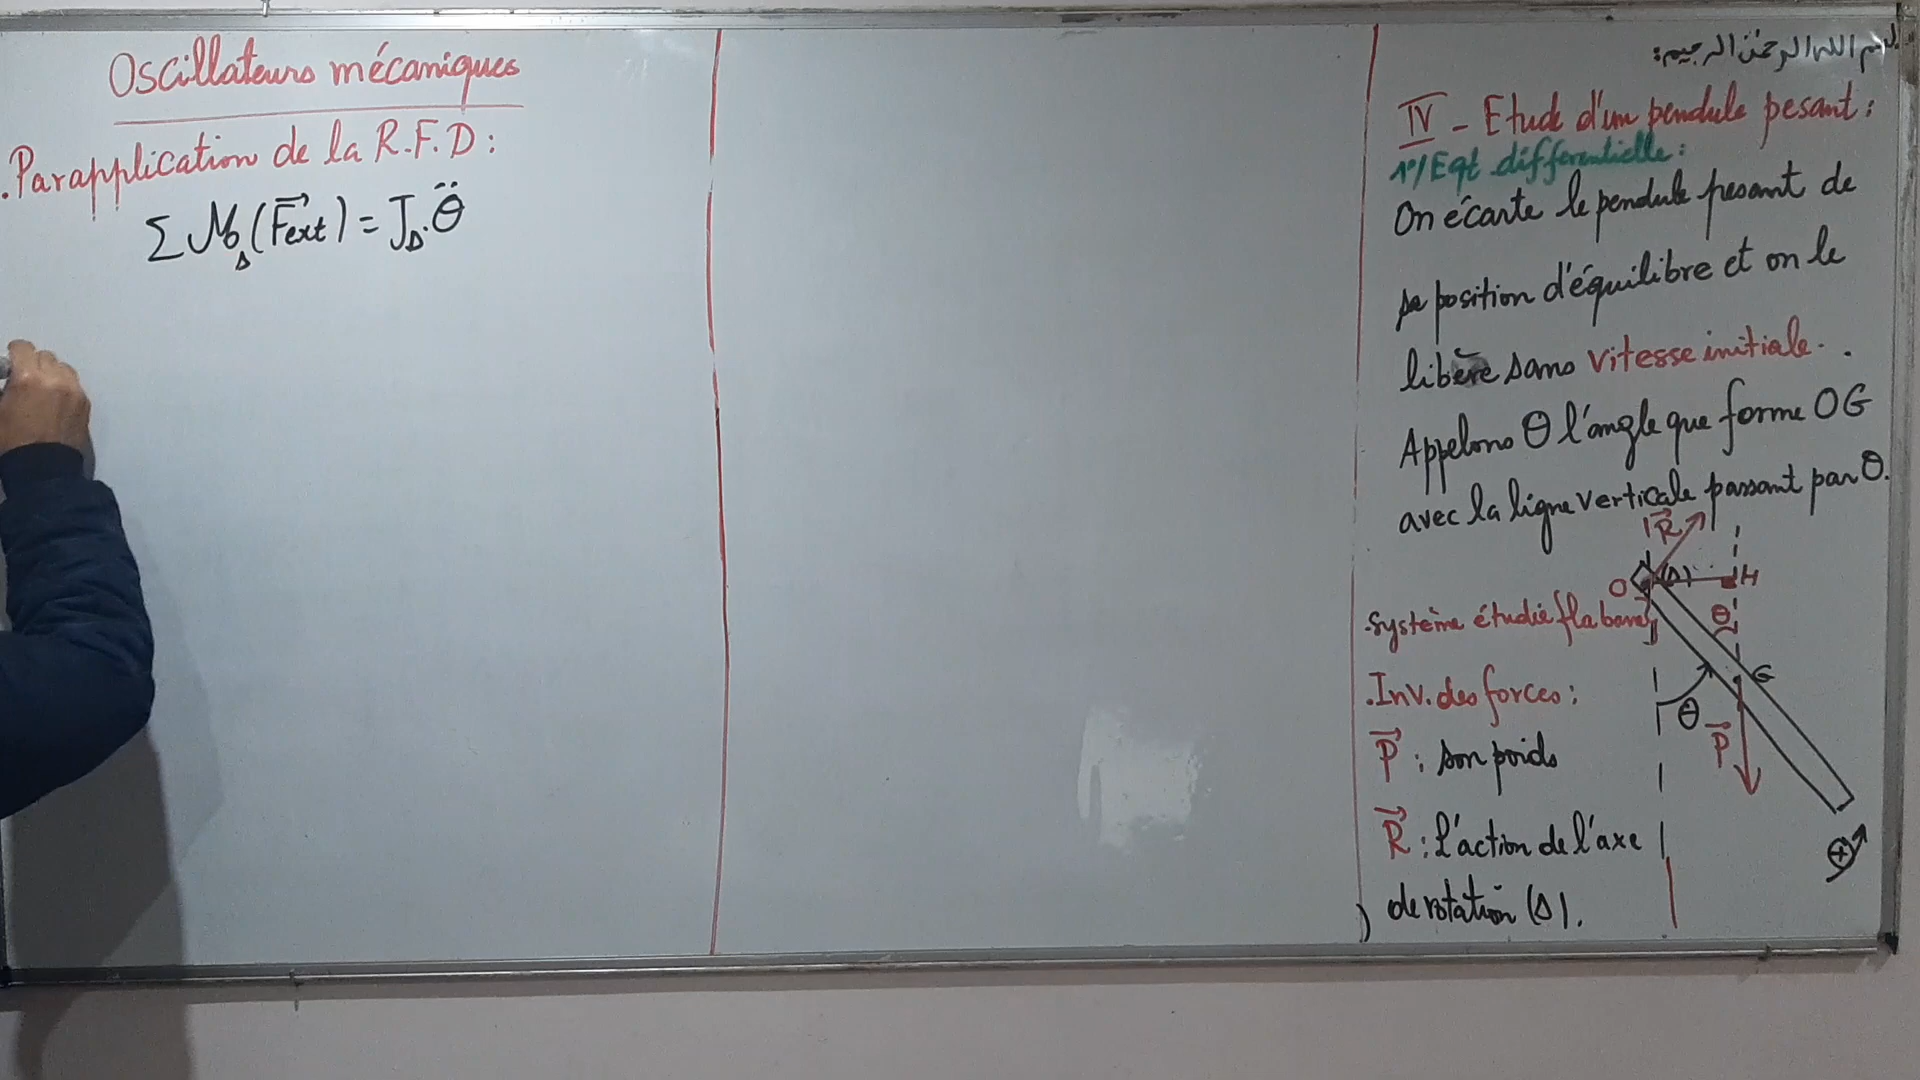 Oscillateurs mécaniques
.Par application de la R.F.D :
Σ M_Δ (F⃗ext) = J_Δ . θ̈
بسم الله الرحمن الرحيم :
IV - Etude d'un pendule pesant :
1°/ Eqt differentielle :
On écarte le pendule pesant de
sa position d'équilibre et on le
libère sans vitesse initiale .
Appelons θ l'angle que forme OG
avec la ligne verticale passant par O.
R⃗
O (Δ) H
.Système étudié {la barre}
θ
G
.Inv. des forces :
θ
P⃗ : son poids
P⃗
R⃗ : l'action de l'axe
de rotation (Δ).
+